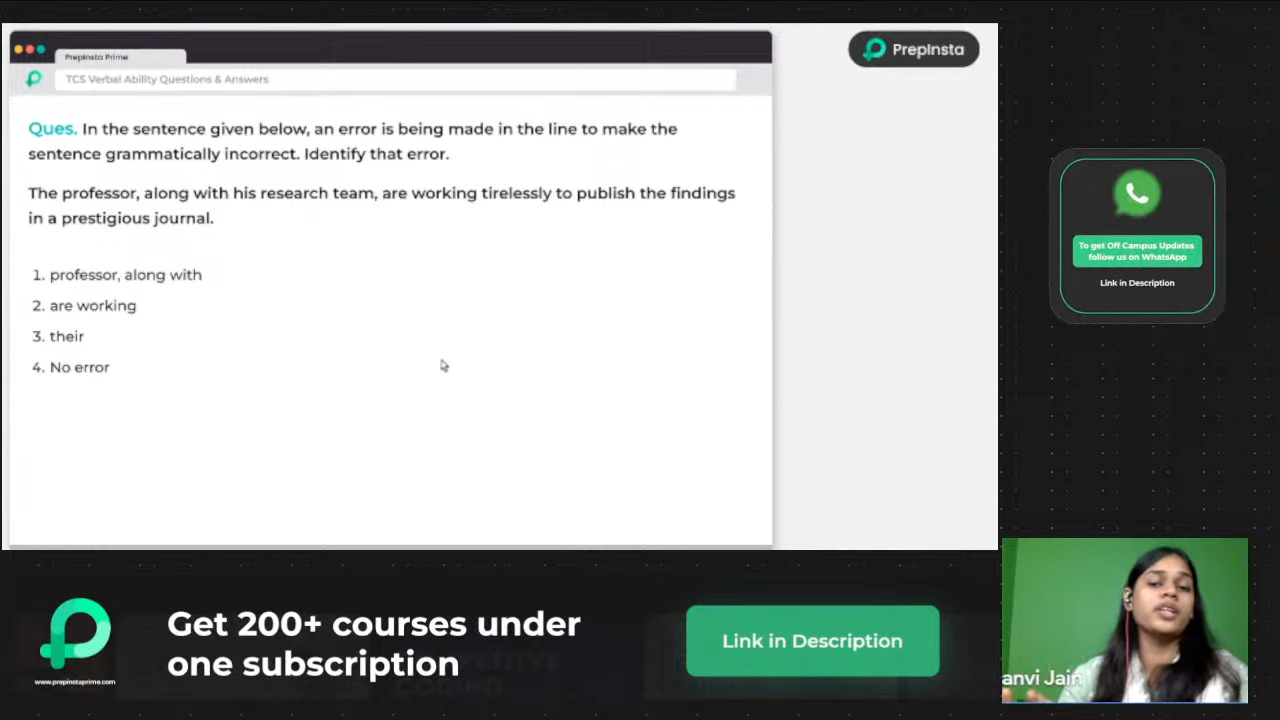 PrepInsta Prime
TCS Verbal Ability Questions & Answers
PrepInsta
Ques. In the sentence given below, an error is being made in the line to make the
sentence grammatically incorrect. Identify that error.
The professor, along with his research team, are working tirelessly to publish the findings
in a prestigious journal.
1. professor, along with
2. are working
3. their
4. No error
To get Off Campus Updates
follow us on WhatsApp
Link in Description
Get 200+ courses under
one subscription
Link in Description
www.prepinstaprime.com
anvi Jain